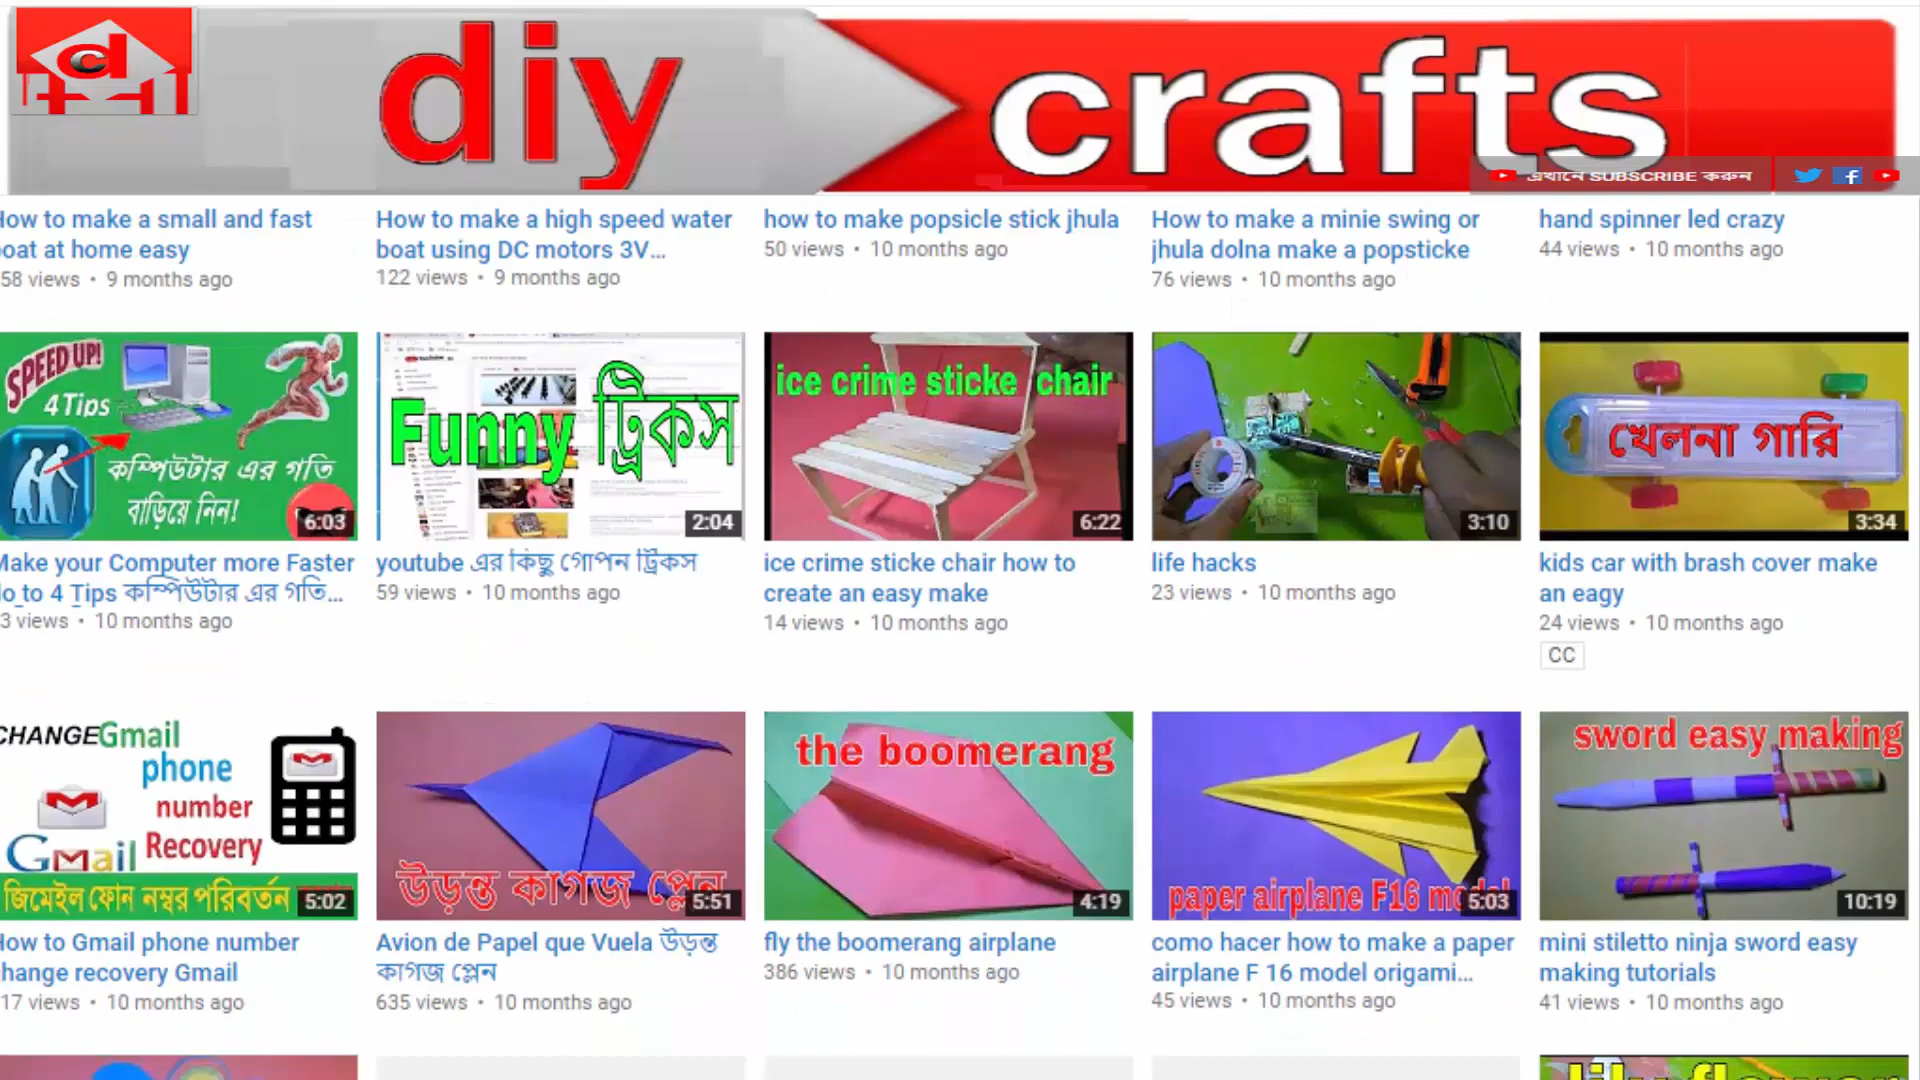 diy crafts
এখানে SUBSCRIBE করুন
How to make a small and fast
boat at home easy
58 views • 9 months ago
How to make a high speed water
boat using DC motors 3V...
122 views • 9 months ago
how to make popsicle stick jhula
50 views • 10 months ago
How to make a minie swing or
jhula dolna make a popsticke
76 views • 10 months ago
hand spinner led crazy
44 views • 10 months ago
SPEED UP!
4 Tips
কম্পিউটার এর গতি
বাড়িয়ে নিন!
6:03
Funny ট্রিকস
2:04
ice crime sticke chair
6:22
3:10
খেলনা গারি
3:34
Make your Computer more Faster
do to 4 Tips কম্পিউটার এর গতি...
3 views • 10 months ago
youtube এর কিছু গোপন ট্রিকস
59 views • 10 months ago
ice crime sticke chair how to
create an easy make
14 views • 10 months ago
life hacks
23 views • 10 months ago
kids car with brash cover make
an eagy
24 views • 10 months ago
CC
CHANGE Gmail
phone
number
Gmail Recovery
জিমেইল ফোন নম্বর পরিবর্তন
5:02
উড়ন্ত কাগজ প্লেন
5:51
the boomerang
4:19
paper airplane F16 model
5:03
sword easy making
10:19
How to Gmail phone number
change recovery Gmail
17 views • 10 months ago
Avion de Papel que Vuela উড়ন্ত
কাগজ প্লেন
635 views • 10 months ago
fly the boomerang airplane
386 views • 10 months ago
como hacer how to make a paper
airplane F 16 model origami...
45 views • 10 months ago
mini stiletto ninja sword easy
making tutorials
41 views • 10 months ago